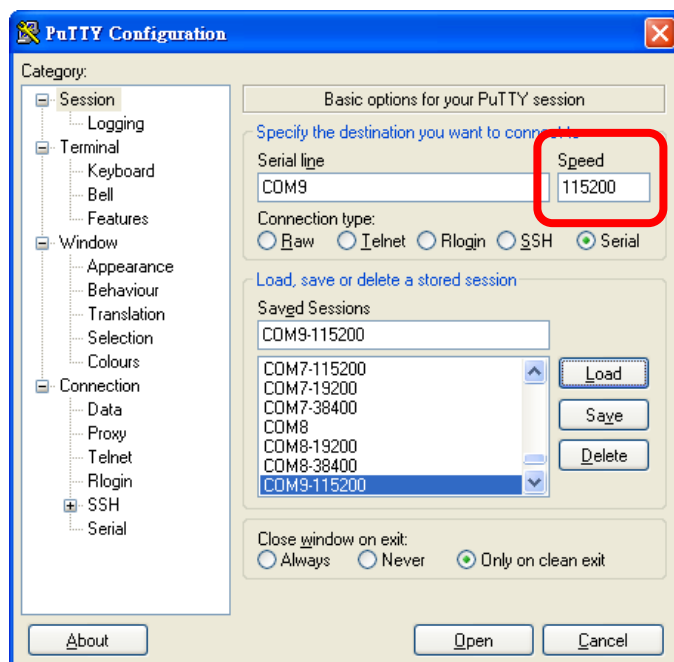 PuTTY Configuration
Category:
Session
Logging
Terminal
Keyboard
Bell
Features
Window
Appearance
Behaviour
Translation
Selection
Colours
Connection
Data
Proxy
Telnet
Rlogin
SSH
Serial
Basic options for your PuTTY session
Specify the destination you want to connect to
Serial line Speed
COM9 115200
Connection type:
Raw Telnet Rlogin SSH Serial
Load, save or delete a stored session
Saved Sessions
COM9-115200
COM7-115200
COM7-19200
COM7-38400
COM8
COM8-19200
COM8-38400
COM9-115200
Load
Save
Delete
Close window on exit:
Always Never Only on clean exit
About Open Cancel